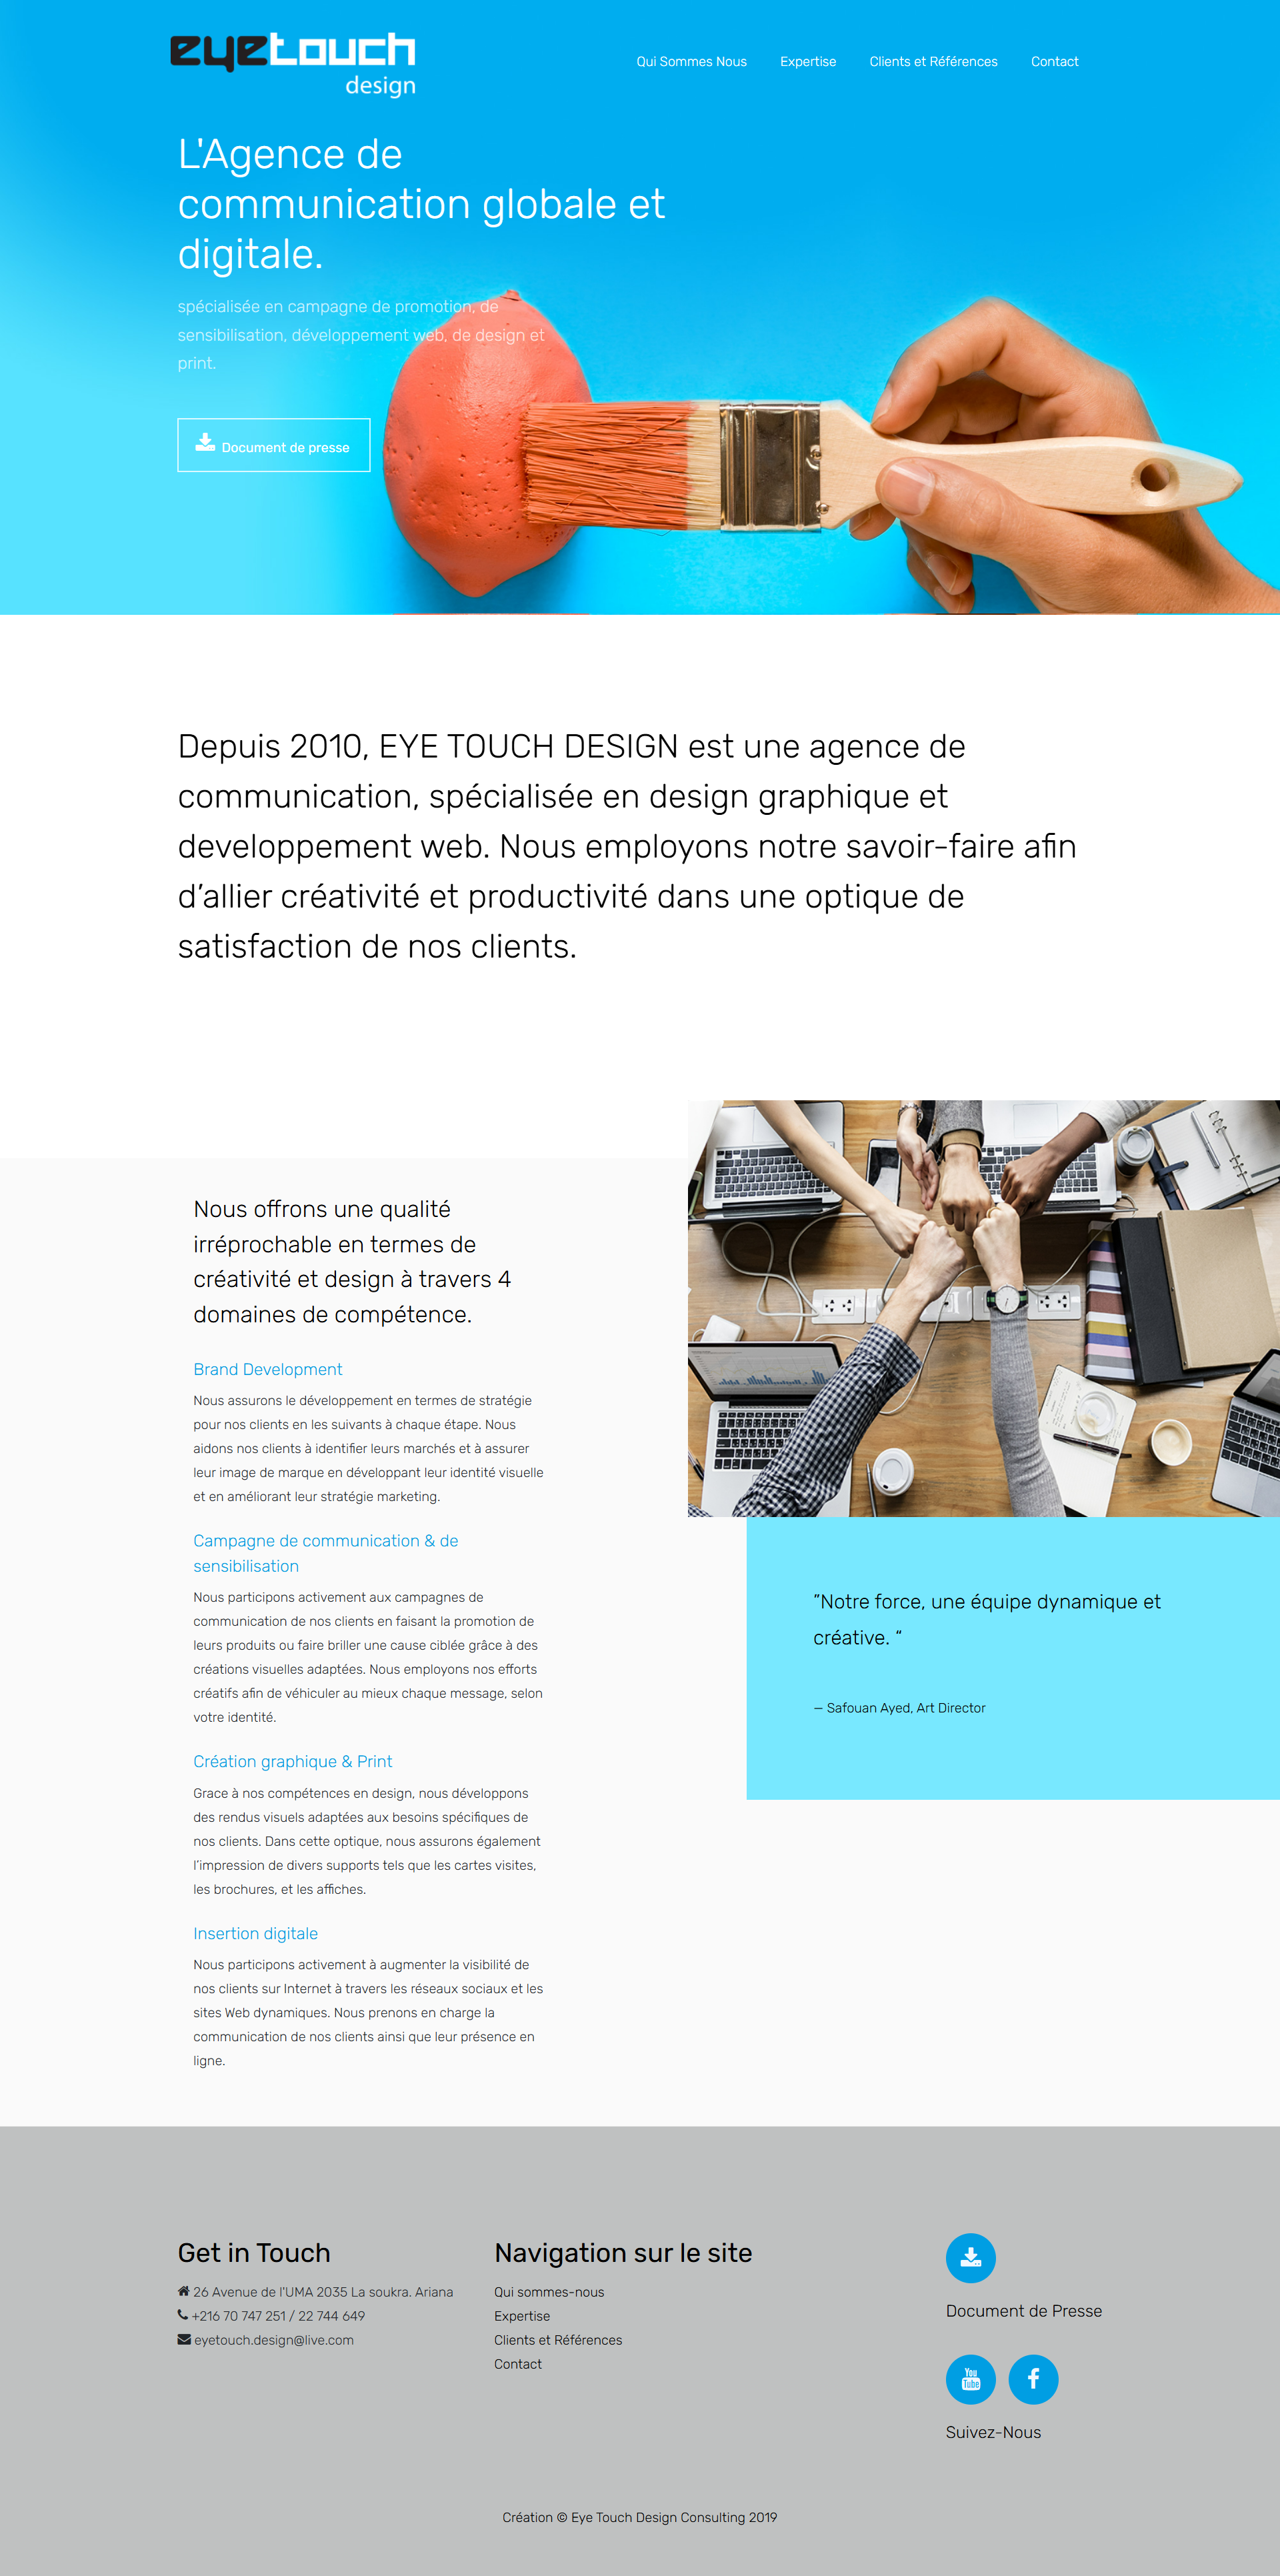 eyetouch
design
Qui Sommes Nous
Expertise
Clients et Références
Contact
L'Agence de
communication globale et
digitale.
spécialisée en campagne de promotion, de
sensibilisation, développement web, de design et
print.
Document de presse
Depuis 2010, EYE TOUCH DESIGN est une agence de
communication, spécialisée en design graphique et
developpement web. Nous employons notre savoir-faire afin
d’allier créativité et productivité dans une optique de
satisfaction de nos clients.
Nous offrons une qualité
irréprochable en termes de
créativité et design à travers 4
domaines de compétence.
Brand Development
Nous assurons le développement en termes de stratégie
pour nos clients en les suivants à chaque étape. Nous
aidons nos clients à identifier leurs marchés et à assurer
leur image de marque en développant leur identité visuelle
et en améliorant leur stratégie marketing.
Campagne de communication & de
sensibilisation
Nous participons activement aux campagnes de
communication de nos clients en faisant la promotion de
leurs produits ou faire briller une cause ciblée grâce à des
créations visuelles adaptées. Nous employons nos efforts
créatifs afin de véhiculer au mieux chaque message, selon
votre identité.
Création graphique & Print
Grace à nos compétences en design, nous développons
des rendus visuels adaptées aux besoins spécifiques de
nos clients. Dans cette optique, nous assurons également
l’impression de divers supports tels que les cartes visites,
les brochures, et les affiches.
Insertion digitale
Nous participons activement à augmenter la visibilité de
nos clients sur Internet à travers les réseaux sociaux et les
sites Web dynamiques. Nous prenons en charge la
communication de nos clients ainsi que leur présence en
ligne.
”Notre force, une équipe dynamique et
créative. “
— Safouan Ayed, Art Director
Get in Touch
26 Avenue de l'UMA 2035 La soukra. Ariana
+216 70 747 251 / 22 744 649
eyetouch.design@live.com
Navigation sur le site
Qui sommes-nous
Expertise
Clients et Références
Contact
Document de Presse
You
Tube
Suivez-Nous
Création © Eye Touch Design Consulting 2019